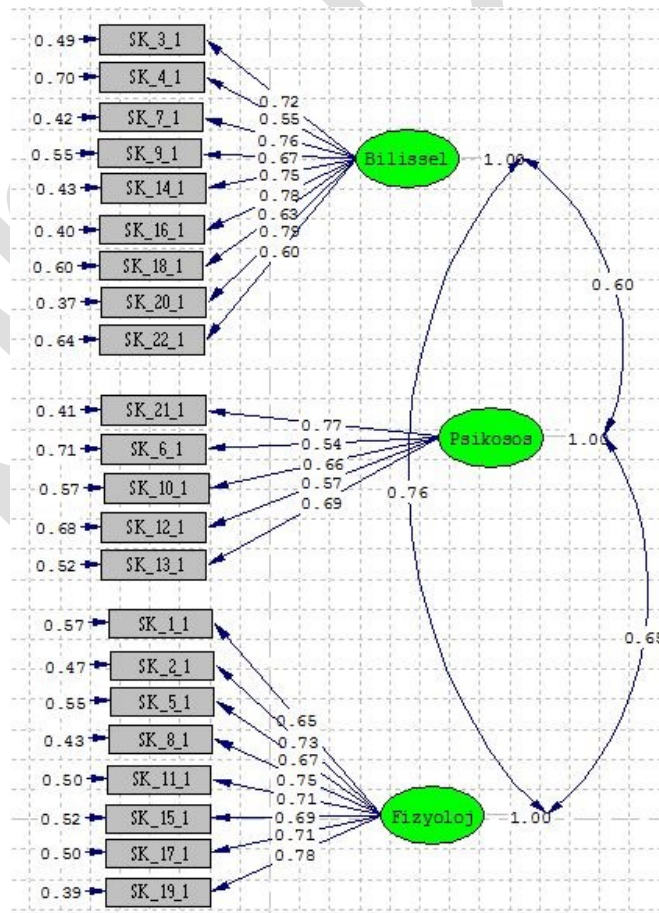 0.49 SK_3_1
0.70 SK_4_1
0.42 SK_7_1
0.55 SK_9_1
0.43 SK_14_1
0.40 SK_16_1
0.60 SK_18_1
0.37 SK_20_1
0.64 SK_22_1
0.72
0.55
0.76
0.67
0.75
0.78
0.63
0.79
0.60
Bilissel 1.00
0.60
0.41 SK_21_1
0.71 SK_6_1
0.57 SK_10_1
0.68 SK_12_1
0.52 SK_13_1
0.77
0.54
0.66
0.57
0.69
Psikosos 1.00
0.76
0.57 SK_1_1
0.47 SK_2_1
0.55 SK_5_1
0.43 SK_8_1
0.50 SK_11_1
0.52 SK_15_1
0.50 SK_17_1
0.39 SK_19_1
0.65
0.73
0.67
0.75
0.71
0.69
0.71
0.78
Fizyoloj 1.00